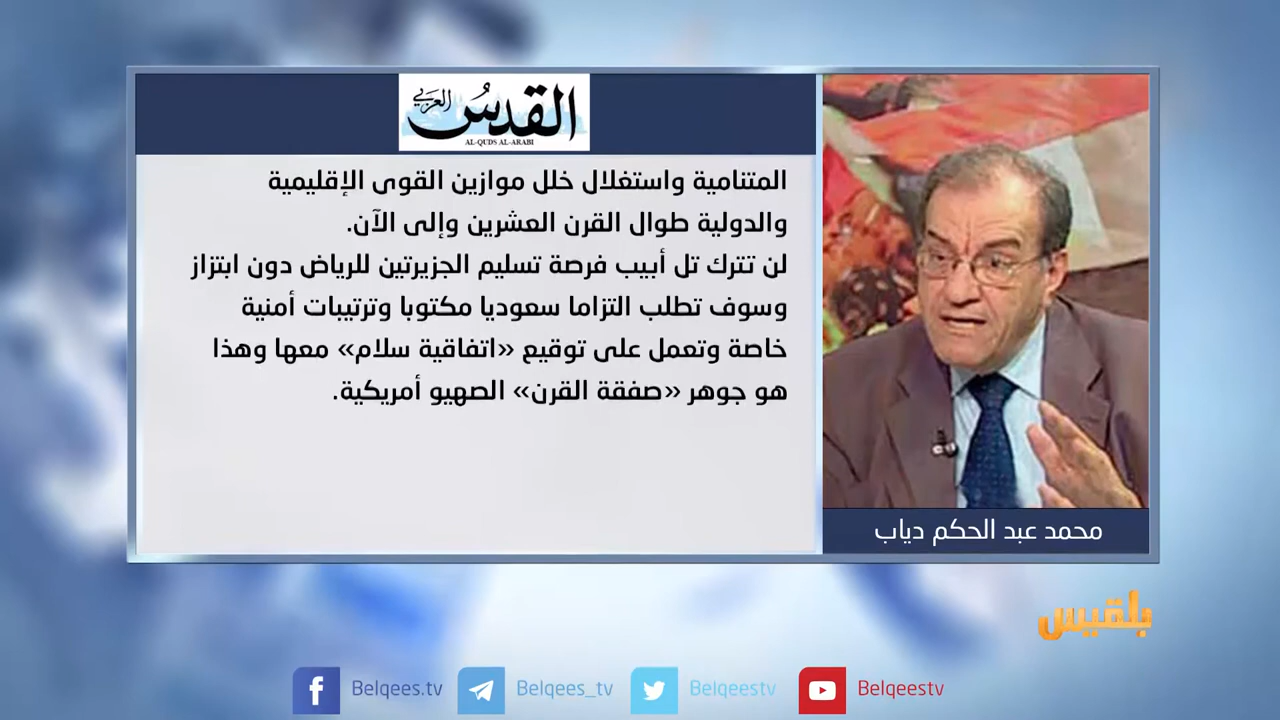 القدس العربي
AL-QUDS AL-ARABI
المتنامية واستغلال خلل موازين القوى الإقليمية
والدولية طوال القرن العشرين وإلى الآن.
لن تترك تل أبيب فرصة تسليم الجزيرتين للرياض دون ابتزاز
وسوف تطلب التزاما سعوديا مكتوبا وترتيبات أمنية
خاصة وتعمل على توقيع «اتفاقية سلام» معها وهذا
هو جوهر «صفقة القرن» الصهيو أمريكية.
محمد عبد الحكم دياب
بلقيس
Belqees.tv
Belqees_tv
Belqeestv
Belqeestv